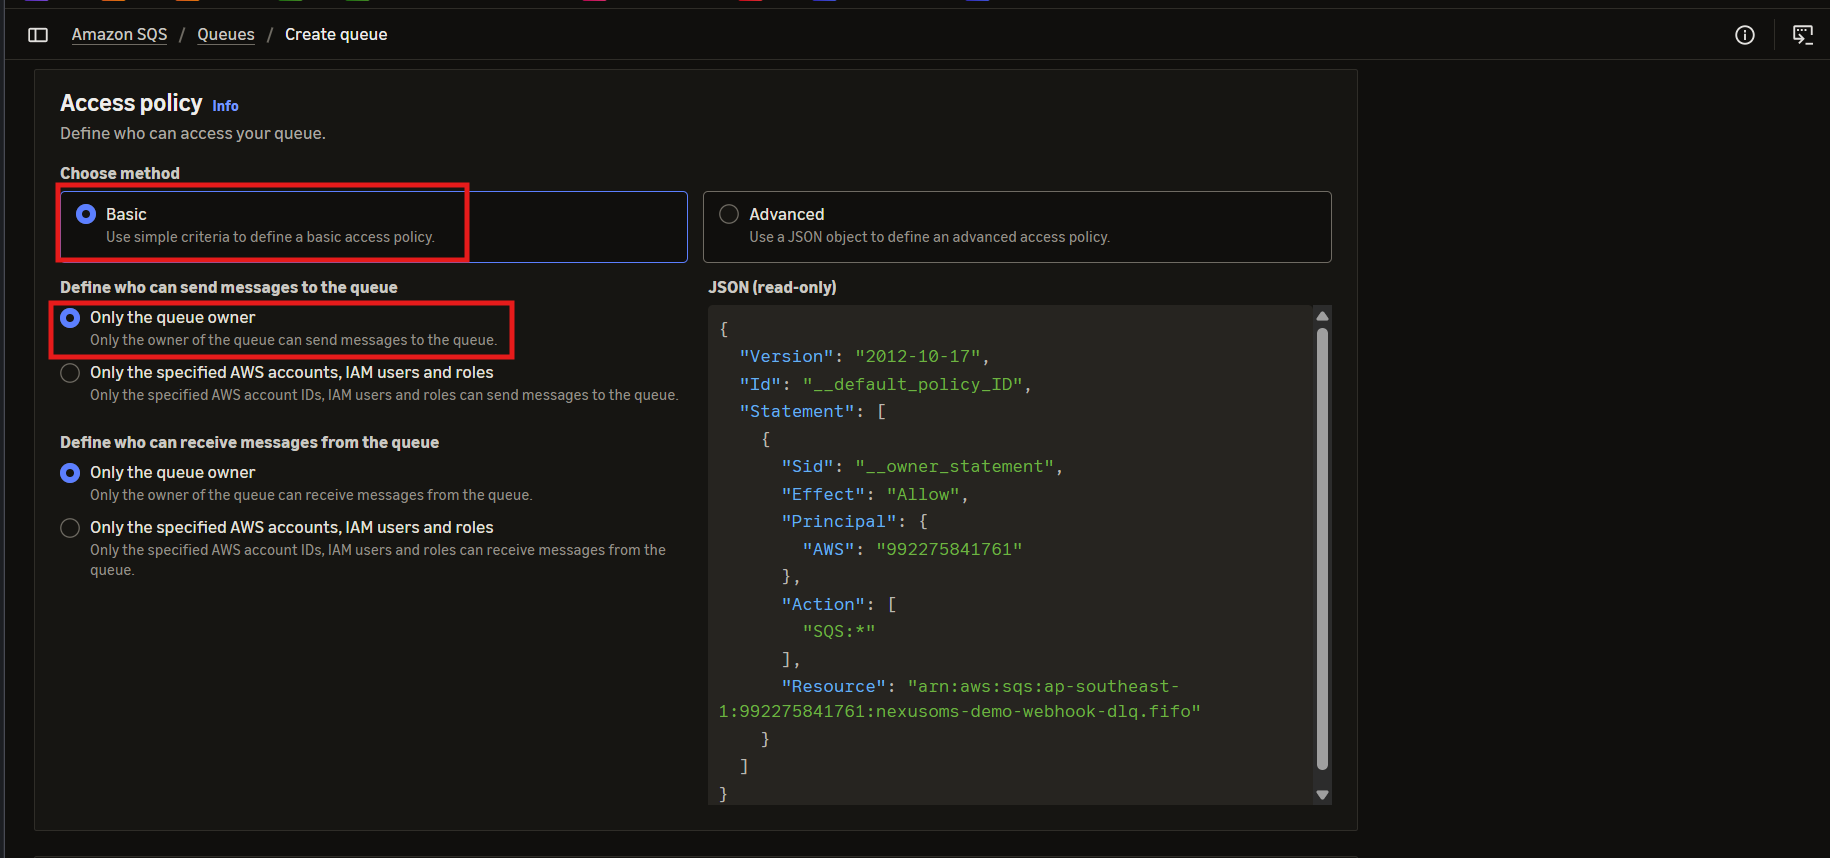 Amazon SQS / Queues / Create queue
Access policy Info
Define who can access your queue.
Choose method
Basic
Use simple criteria to define a basic access policy.
Advanced
Use a JSON object to define an advanced access policy.
Define who can send messages to the queue
Only the queue owner
Only the owner of the queue can send messages to the queue.
Only the specified AWS accounts, IAM users and roles
Only the specified AWS account IDs, IAM users and roles can send messages to the queue.
Define who can receive messages from the queue
Only the queue owner
Only the owner of the queue can receive messages from the queue.
Only the specified AWS accounts, IAM users and roles
Only the specified AWS account IDs, IAM users and roles can receive messages from the
queue.
JSON (read-only)
{
  "Version": "2012-10-17",
  "Id": "__default_policy_ID",
  "Statement": [
    {
      "Sid": "__owner_statement",
      "Effect": "Allow",
      "Principal": {
        "AWS": "992275841761"
      },
      "Action": [
        "SQS:*"
      ],
      "Resource": "arn:aws:sqs:ap-southeast-
1:992275841761:nexusoms-demo-webhook-dlq.fifo"
    }
  ]
}